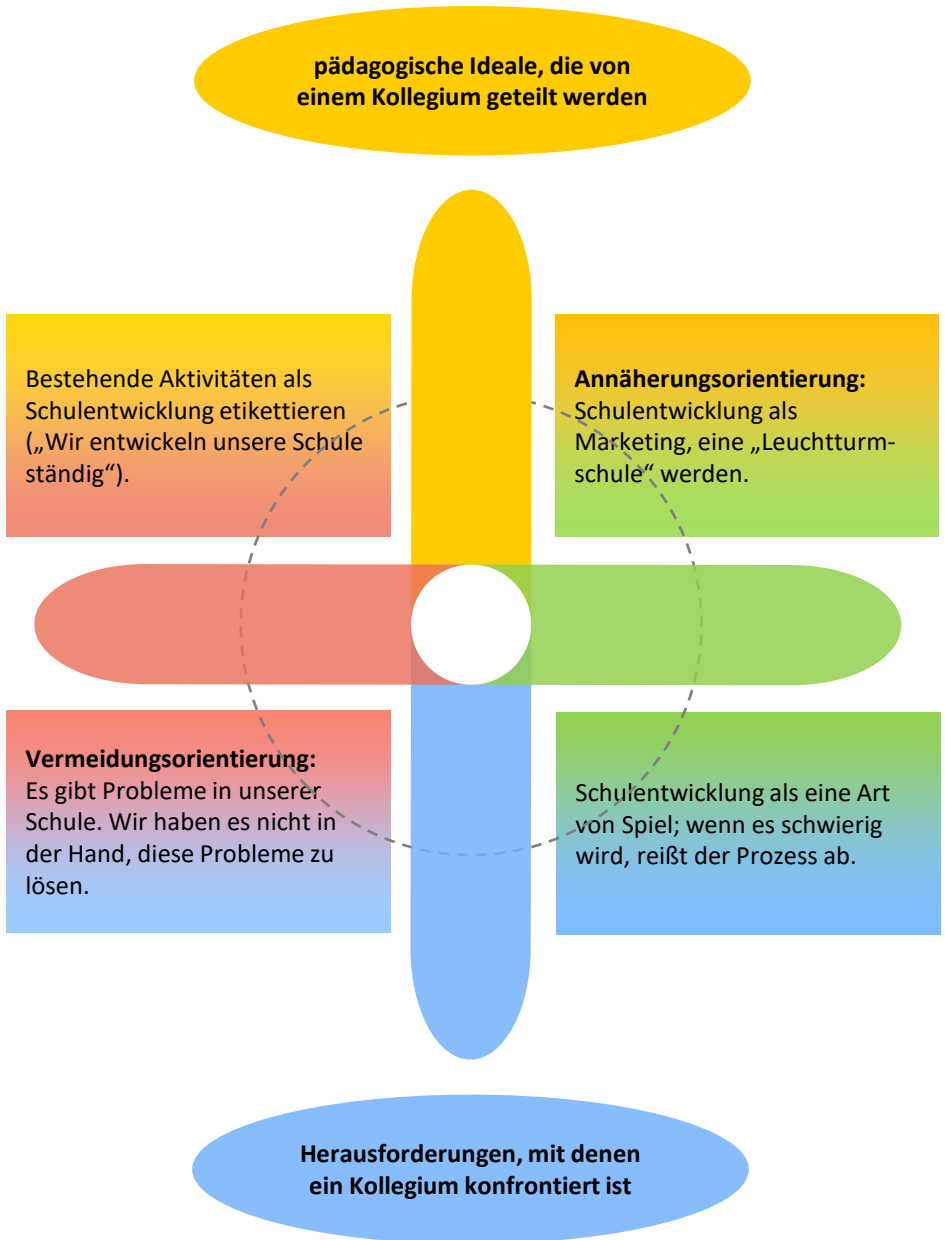 pädagogische Ideale, die von
einem Kollegium geteilt werden
Bestehende Aktivitäten als
Schulentwicklung etikettieren
(„Wir entwickeln unsere Schule
ständig“).
Annäherungsorientierung:
Schulentwicklung als
Marketing, eine „Leuchtturm-
schule“ werden.
Vermeidungsorientierung:
Es gibt Probleme in unserer
Schule. Wir haben es nicht in
der Hand, diese Probleme zu
lösen.
Schulentwicklung als eine Art
von Spiel; wenn es schwierig
wird, reißt der Prozess ab.
Herausforderungen, mit denen
ein Kollegium konfrontiert ist